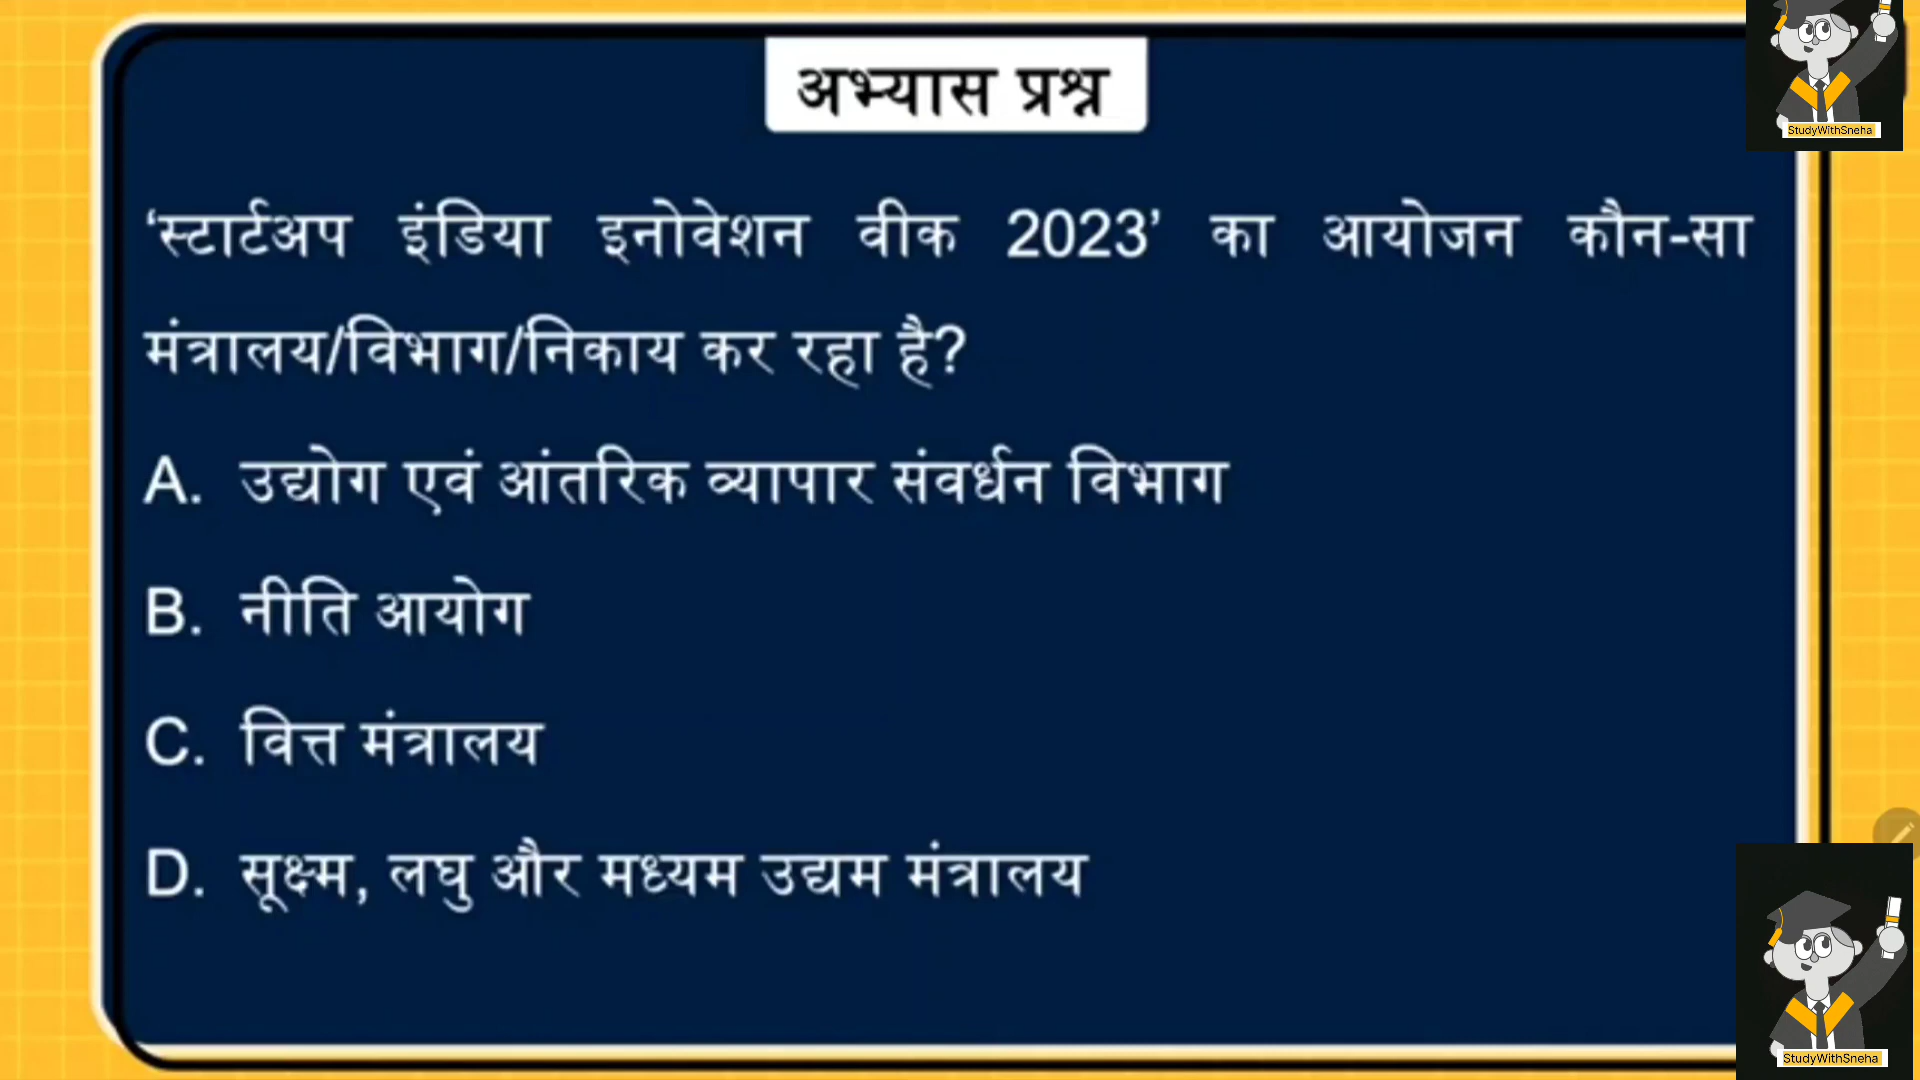 StudyWithSneha
अभ्यास प्रश्न
‘स्टार्टअप इंडिया इनोवेशन वीक 2023’ का आयोजन कौन-सा
मंत्रालय/विभाग/निकाय कर रहा है?
A. उद्योग एवं आंतरिक व्यापार संवर्धन विभाग
B. नीति आयोग
C. वित्त मंत्रालय
D. सूक्ष्म, लघु और मध्यम उद्यम मंत्रालय
StudyWithSneha